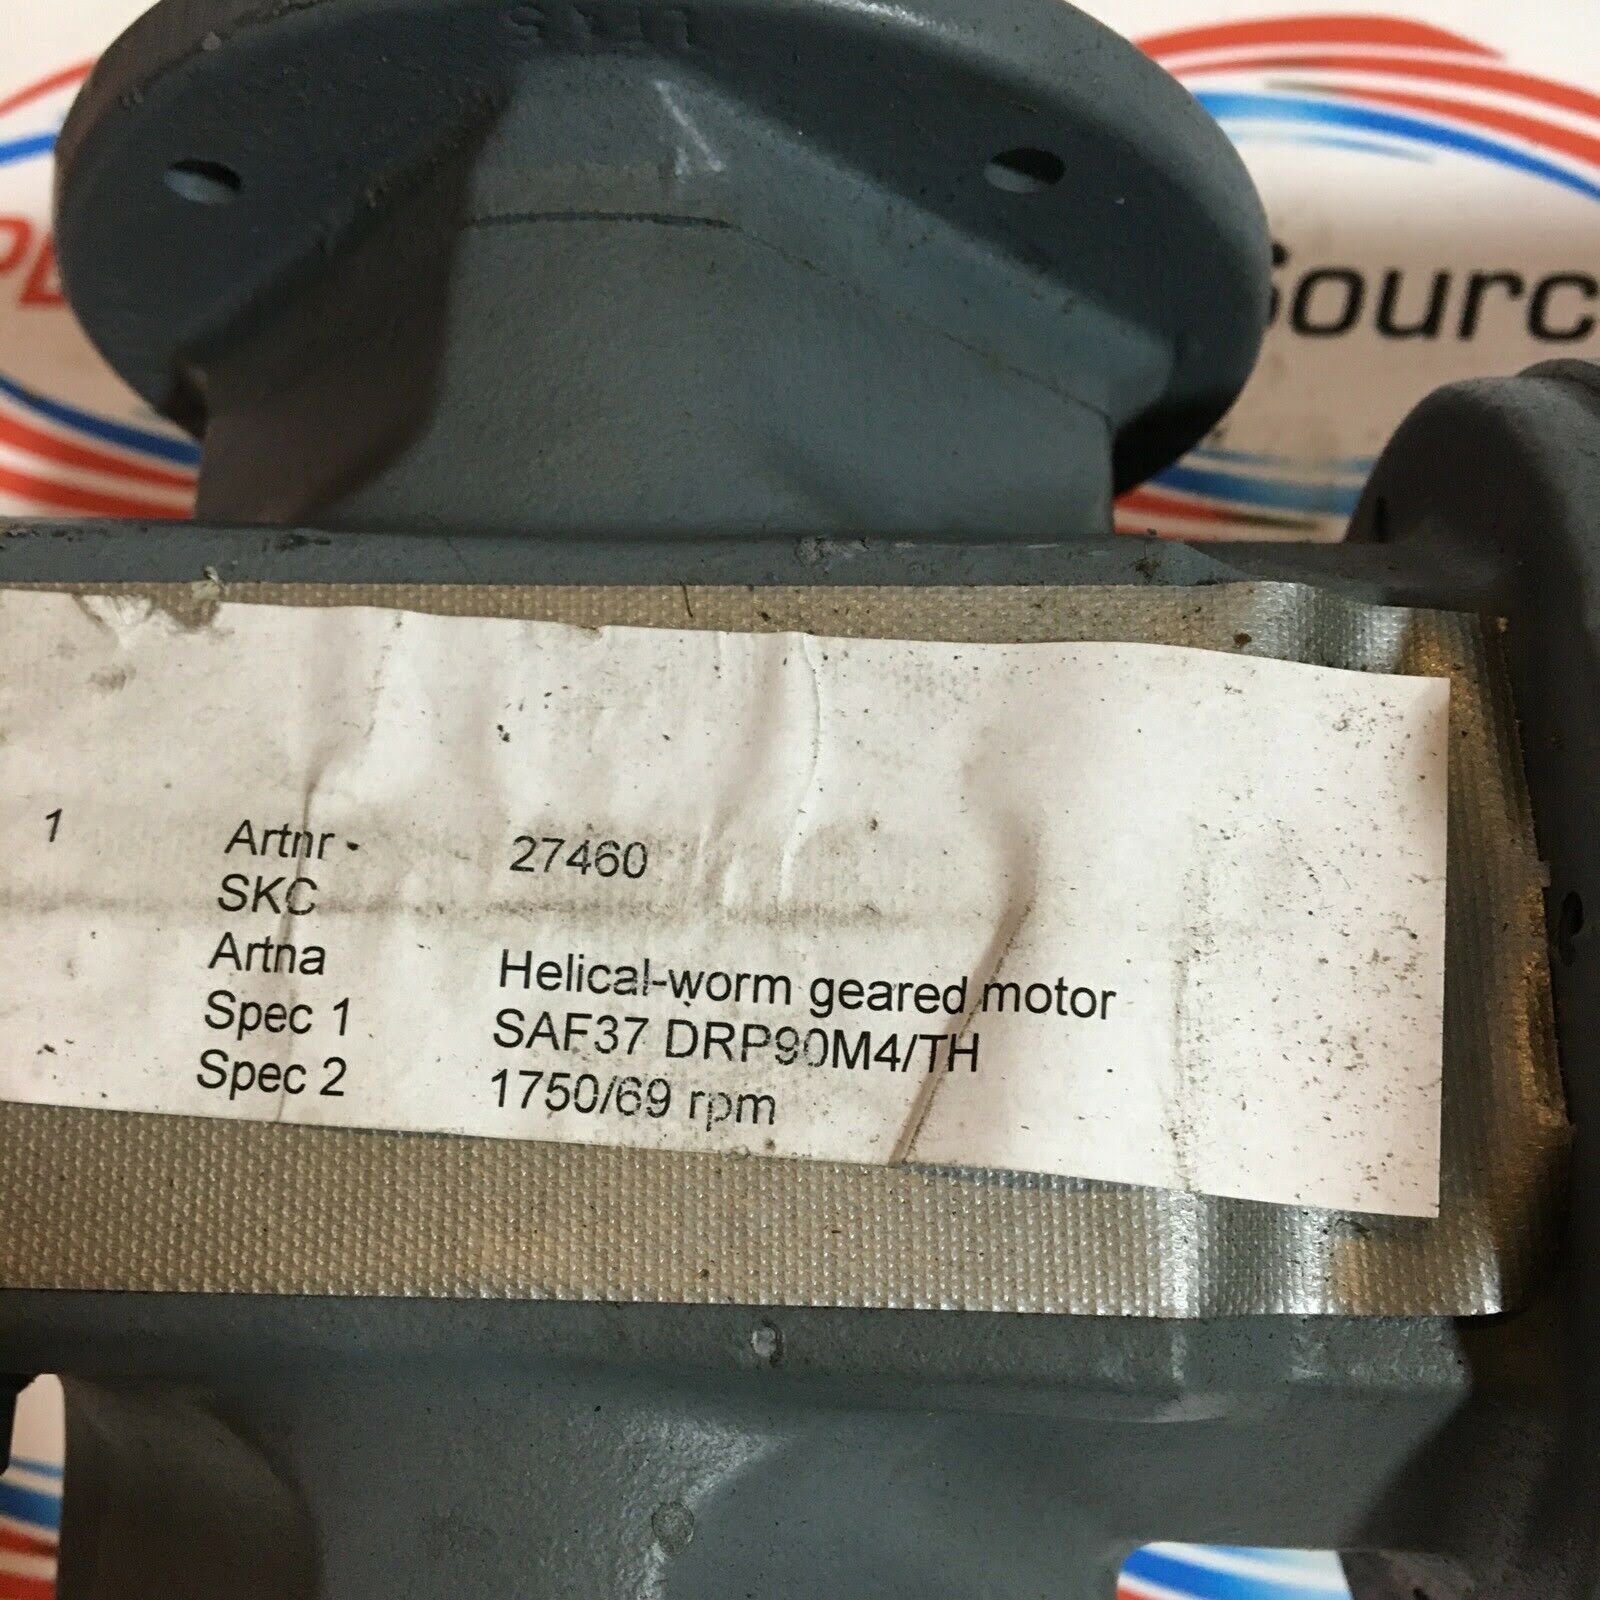 Sourc
1 Artnr 27460
SKC
Artna Helical-worm geared motor
Spec 1 SAF37 DRP90M4/TH
Spec 2 1750/69 rpm